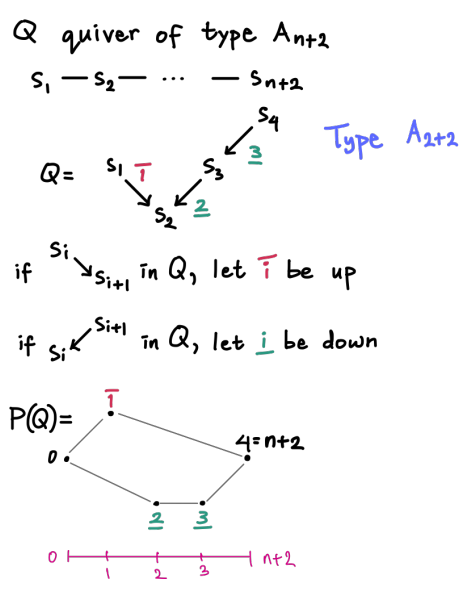 Q quiver of type Aₙ₊₂
S₁ — S₂ — ⋯ — Sₙ₊₂
S₄
Type A₂₊₂
Q= S₁ 1̅ S₃ 3̲
S₂ 2̲
if Sᵢ ↘ Sᵢ₊₁ in Q, let i̅ be up
if Sᵢ ↙ Sᵢ₊₁ in Q, let i̲ be down
1̅
P(Q)=
0 4=n+2
2̲ 3̲
0 1 2 3 n+2